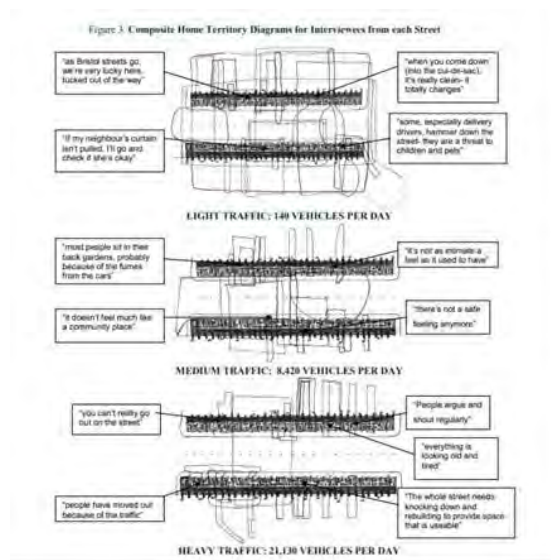 Figure 3 Composite Home Territory Diagrams for Interviewees from each Street
"as Bristol streets go,
we're very lucky here,
tucked out of the way"
"when you come down
(into the cul-de-sac),
it's really clean- it
totally changes"
"If my neighbour's curtain
isn't pulled, I'll go and
check if she's okay"
"some, especially delivery
drivers, hammer down the
street- they are a threat to
children and pets"
LIGHT TRAFFIC: 140 VEHICLES PER DAY
"most people sit in their
back gardens, probably
because of the fumes
from the cars"
"it's not as intimate a
feel as it used to have"
"it doesn't feel much like
a community place"
"there's not a safe
feeling anymore"
MEDIUM TRAFFIC: 8,420 VEHICLES PER DAY
"you can't really go
out on the street"
"People argue and
shout regularly"
"everything is
looking old and
tired"
"people have moved out
because of the traffic"
"The whole street needs
knocking down and
rebuilding to provide space
that is useable"
HEAVY TRAFFIC: 21,130 VEHICLES PER DAY